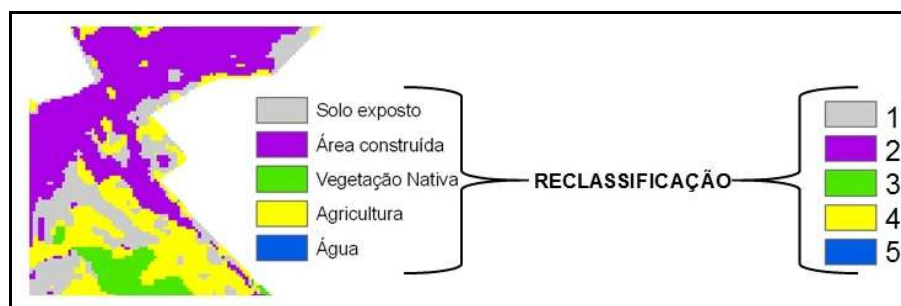 Solo exposto
Área construída
Vegetação Nativa
Agricultura
Água
RECLASSIFICAÇÃO
1
2
3
4
5